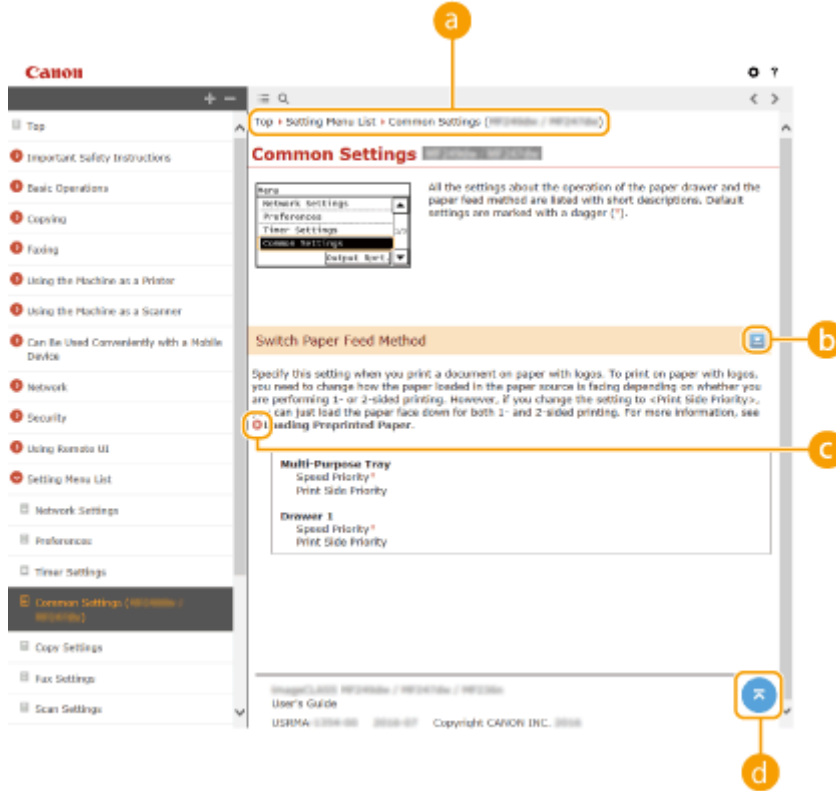 a
Canon
?
+ −
< >
Top
Important Safety Instructions
Basic Operations
Copying
Faxing
Using the Machine as a Printer
Using the Machine as a Scanner
Can Be Used Conveniently with a Mobile
Device
Network
Security
Using Remote UI
Setting Menu List
Network Settings
Preferences
Timer Settings
Common Settings (
)
Copy Settings
Fax Settings
Scan Settings
Top › Setting Menu List › Common Settings ( / )
Common Settings
Menu
Network Settings
Preferences
Timer Settings
Common Settings
Output Rprt.
All the settings about the operation of the paper drawer and the
paper feed method are listed with short descriptions. Default
settings are marked with a dagger (*).
Switch Paper Feed Method
b
Specify this setting when you print a document on paper with logos. To print on paper with logos,
you need to change how the paper loaded in the paper source is facing depending on whether you
are performing 1- or 2-sided printing. However, if you change the setting to <Print Side Priority>,
can just load the paper face down for both 1- and 2-sided printing. For more information, see
Loading Preprinted Paper.
c
Multi-Purpose Tray
Speed Priority*
Print Side Priority
Drawer 1
Speed Priority*
Print Side Priority
User's Guide
USRMA- Copyright CANON INC.
d